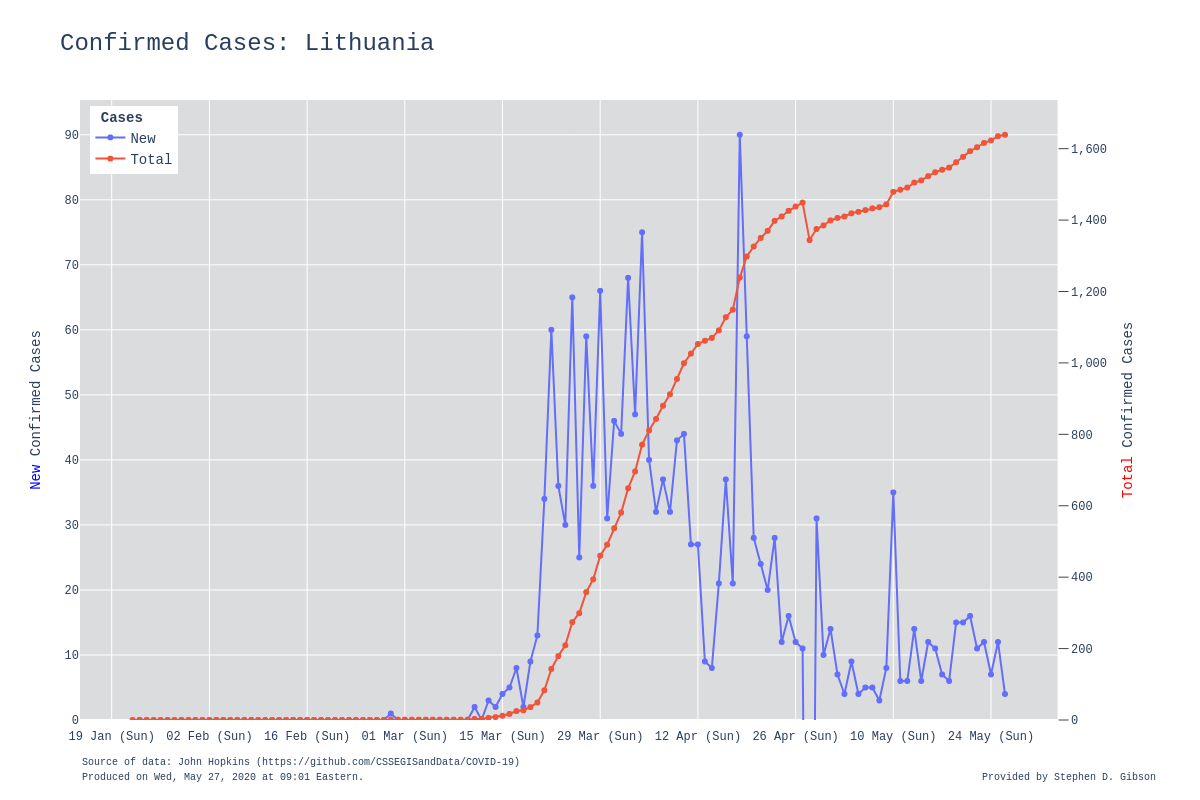 Confirmed Cases: Lithuania
Cases
New
Total
90
80
70
60
50
40
30
20
10
0
New Confirmed Cases
1,600
1,400
1,200
1,000
800
600
400
200
0
Total Confirmed Cases
19 Jan (Sun) 02 Feb (Sun) 16 Feb (Sun) 01 Mar (Sun) 15 Mar (Sun) 29 Mar (Sun) 12 Apr (Sun) 26 Apr (Sun) 10 May (Sun) 24 May (Sun)
Source of data: John Hopkins (https://github.com/CSSEGISandData/COVID-19)
Produced on Wed, May 27, 2020 at 09:01 Eastern.
Provided by Stephen D. Gibson